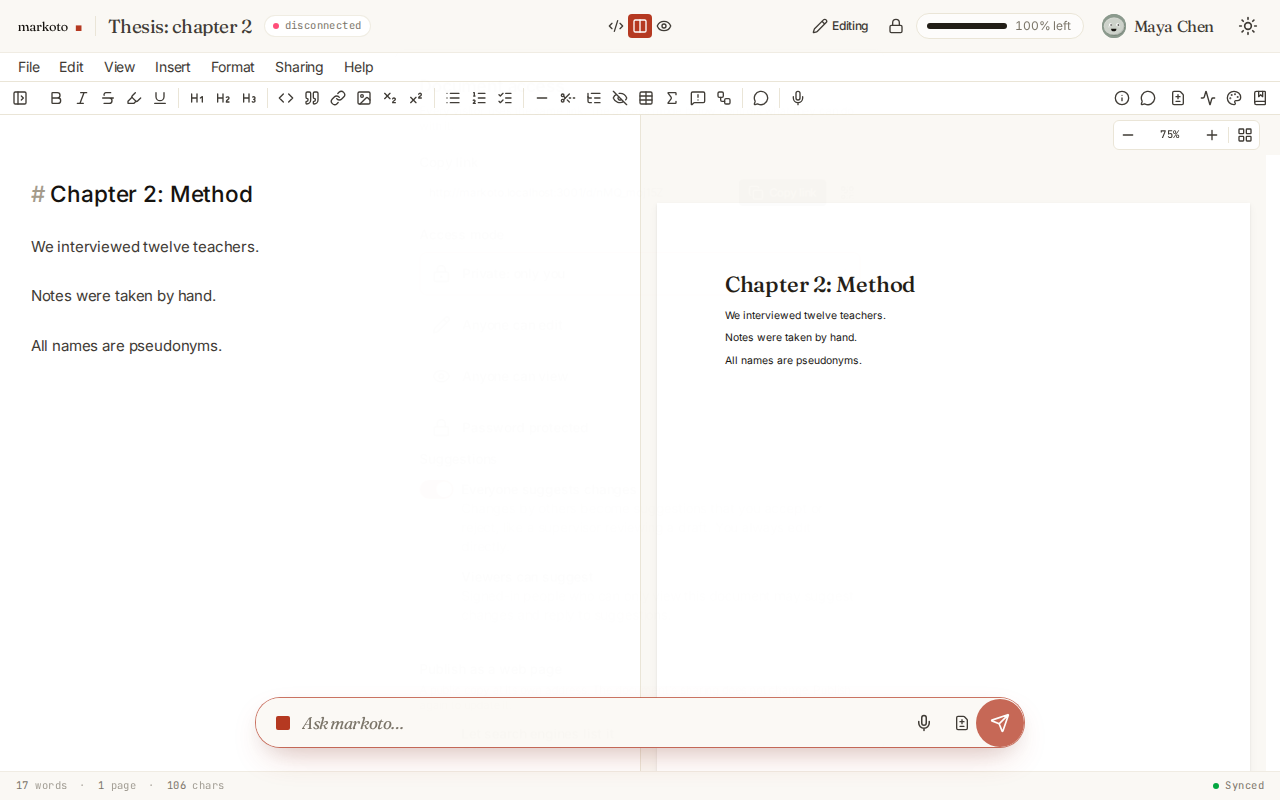 markoto
Thesis: chapter 2
disconnected
Editing
100% left
Maya Chen
File Edit View Insert Format Sharing Help
H1 H2 H3
75%
# Chapter 2: Method
We interviewed twelve teachers.
Notes were taken by hand.
All names are pseudonyms.
Chapter 2: Method
We interviewed twelve teachers.
Notes were taken by hand.
All names are pseudonyms.
Ask markoto...
17 words · 1 page · 106 chars
Synced